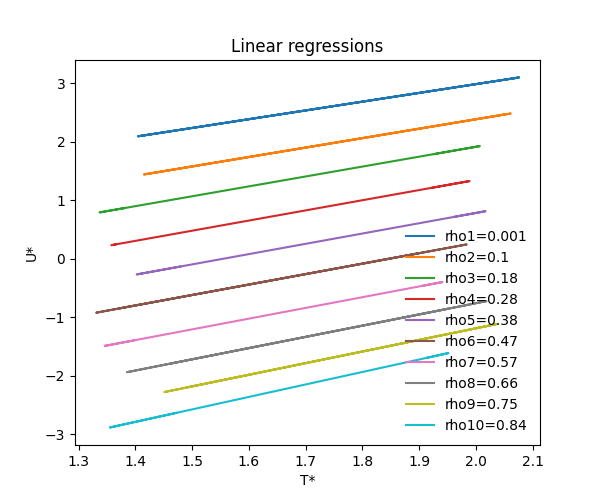 Linear regressions
U*
3
2
1
0
−1
−2
−3
rho1=0.001
rho2=0.1
rho3=0.18
rho4=0.28
rho5=0.38
rho6=0.47
rho7=0.57
rho8=0.66
rho9=0.75
rho10=0.84
1.3 1.4 1.5 1.6 1.7 1.8 1.9 2.0 2.1
T*